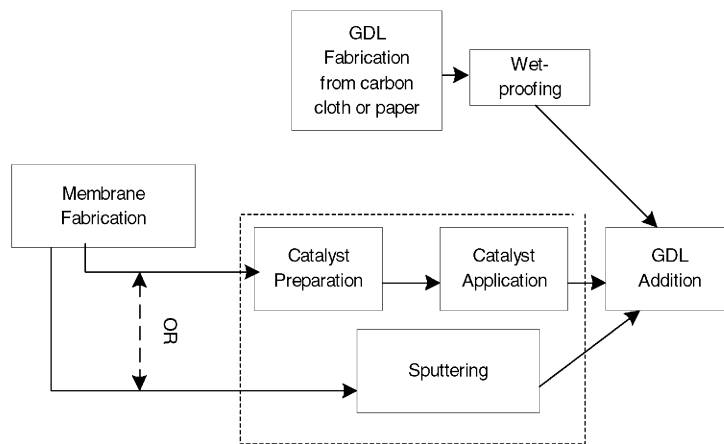 GDL
Fabrication
from carbon
cloth or paper
Wet-
proofing
Membrane
Fabrication
Catalyst
Preparation
Catalyst
Application
GDL
Addition
OR
Sputtering